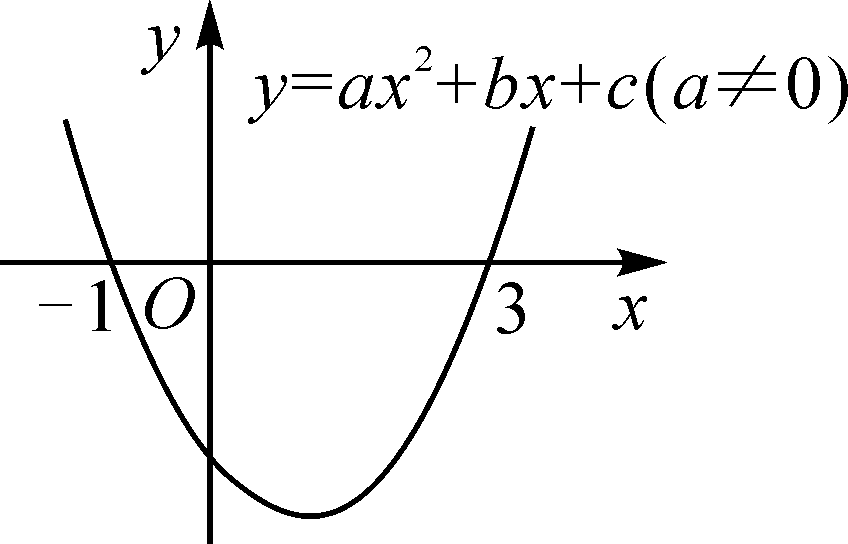 y
y=ax²+bx+c(a≠0)
−1 O 3 x